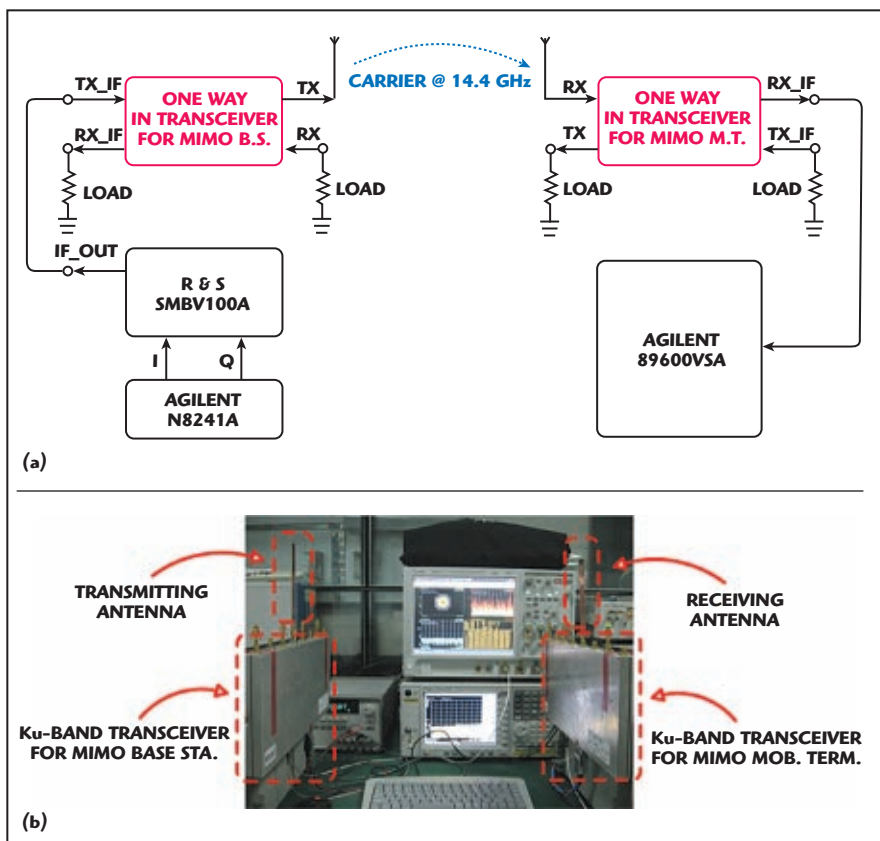 TX_IF
ONE WAY
IN TRANSCEIVER
FOR MIMO B.S.
TX
RX_IF
RX
LOAD
LOAD
CARRIER @ 14.4 GHz
RX
ONE WAY
IN TRANSCEIVER
FOR MIMO M.T.
RX_IF
TX
TX_IF
LOAD
LOAD
IF_OUT
R & S
SMBV100A
I
Q
AGILENT
N8241A
AGILENT
89600VSA
(a)
TRANSMITTING
ANTENNA
RECEIVING
ANTENNA
Ku-BAND TRANSCEIVER
FOR MIMO BASE STA.
Ku-BAND TRANSCEIVER
FOR MIMO MOB. TERM.
(b)